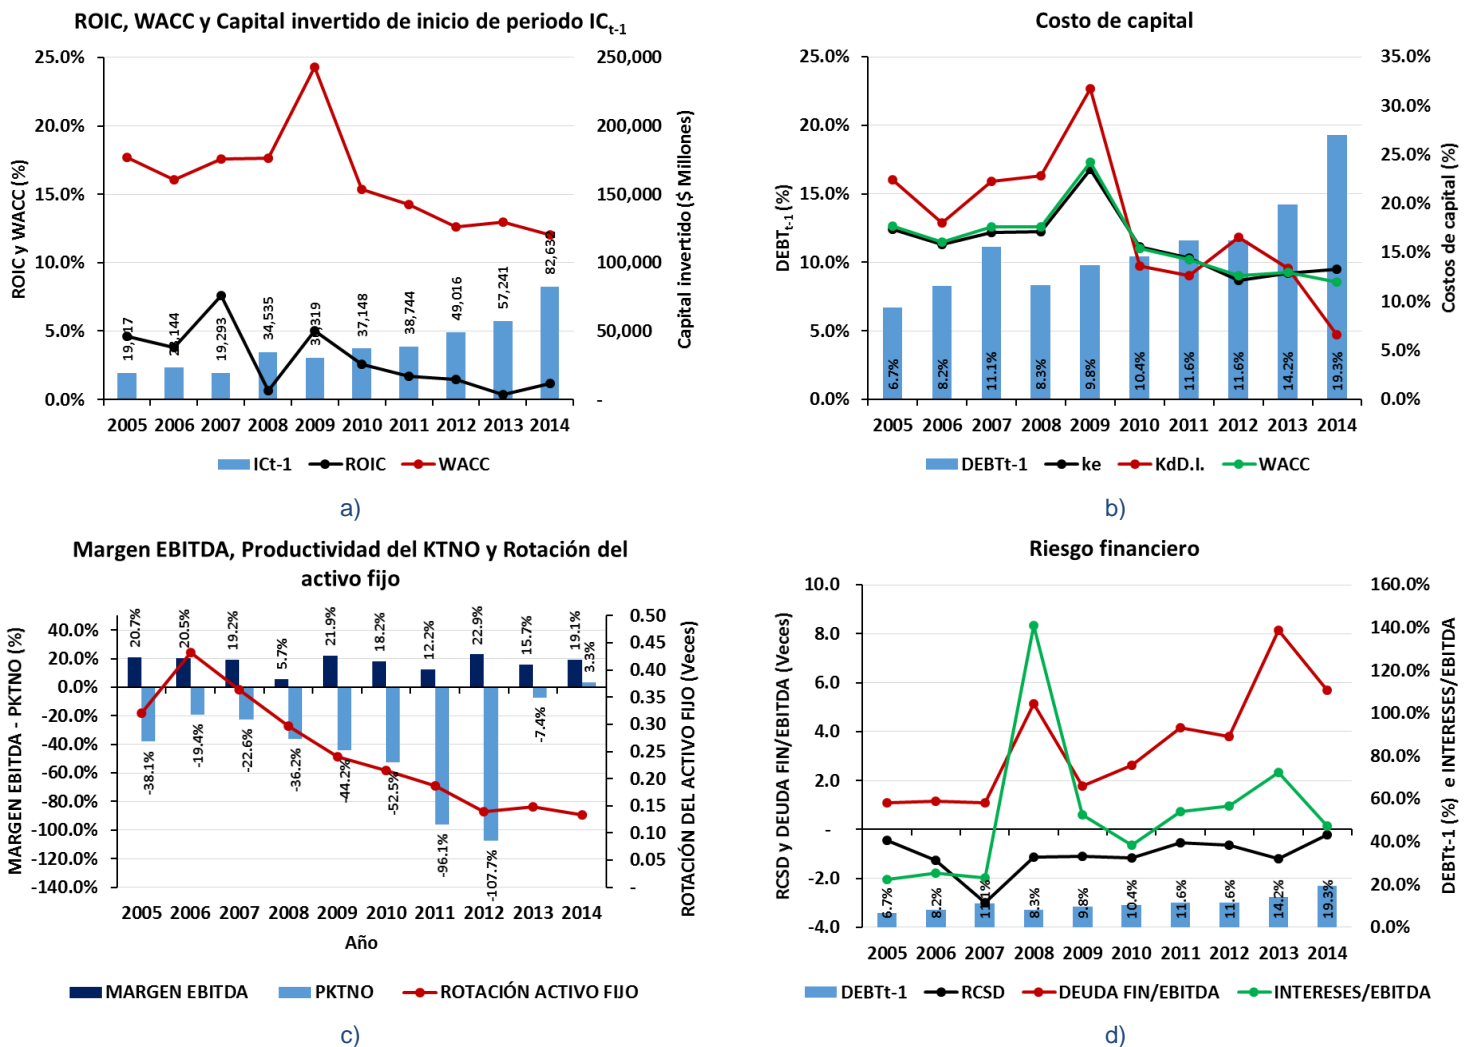 ROIC, WACC y Capital invertido de inicio de periodo ICt-1
25.0%
20.0%
15.0%
10.0%
5.0%
0.0%
ROIC y WACC (%)
250,000
200,000
150,000
100,000
50,000
-
Capital invertido ($ Millones)
19,293
34,535
37,148
38,744
49,016
57,241
2005 2006 2007 2008 2009 2010 2011 2012 2013 2014
ICt-1 ROIC WACC
a)
Costo de capital
25.0%
20.0%
15.0%
10.0%
5.0%
0.0%
DEBTt-1 (%)
35.0%
30.0%
25.0%
20.0%
15.0%
10.0%
5.0%
0.0%
Costos de capital (%)
6.7% 8.2% 11.1% 8.3% 9.8% 10.4% 11.6% 11.6% 14.2% 19.3%
2005 2006 2007 2008 2009 2010 2011 2012 2013 2014
DEBTt-1 ke KdD.I. WACC
b)
Margen EBITDA, Productividad del KTNO y Rotación del
activo fijo
40.0%
20.0%
0.0%
-20.0%
-40.0%
-60.0%
-80.0%
-100.0%
-120.0%
-140.0%
MARGEN EBITDA - PKTNO (%)
20.7% 20.5% 19.2% 5.7% 21.9% 18.2% 12.2% 22.9% 15.7% 19.1%
-38.1% -19.4% -22.6% -36.2% -44.2% -52.5% -96.1% -107.7% -7.4% 3.3%
0.50
0.45
0.40
0.35
0.30
0.25
0.20
0.15
0.10
0.05
-
ROTACIÓN DEL ACTIVO FIJO (Veces)
2005 2006 2007 2008 2009 2010 2011 2012 2013 2014
Año
MARGEN EBITDA PKTNO ROTACIÓN ACTIVO FIJO
c)
Riesgo financiero
10.0
8.0
6.0
4.0
2.0
-
-2.0
-4.0
RCSD y DEUDA FIN/EBITDA (Veces)
160.0%
140.0%
120.0%
100.0%
80.0%
60.0%
40.0%
20.0%
0.0%
DEBTt-1 (%) e INTERESES/EBITDA
6.7% 8.2% 8.3% 9.8% 10.4% 11.6% 11.6% 14.2% 19.3%
2005 2006 2007 2008 2009 2010 2011 2012 2013 2014
DEBTt-1 RCSD DEUDA FIN/EBITDA INTERESES/EBITDA
d)